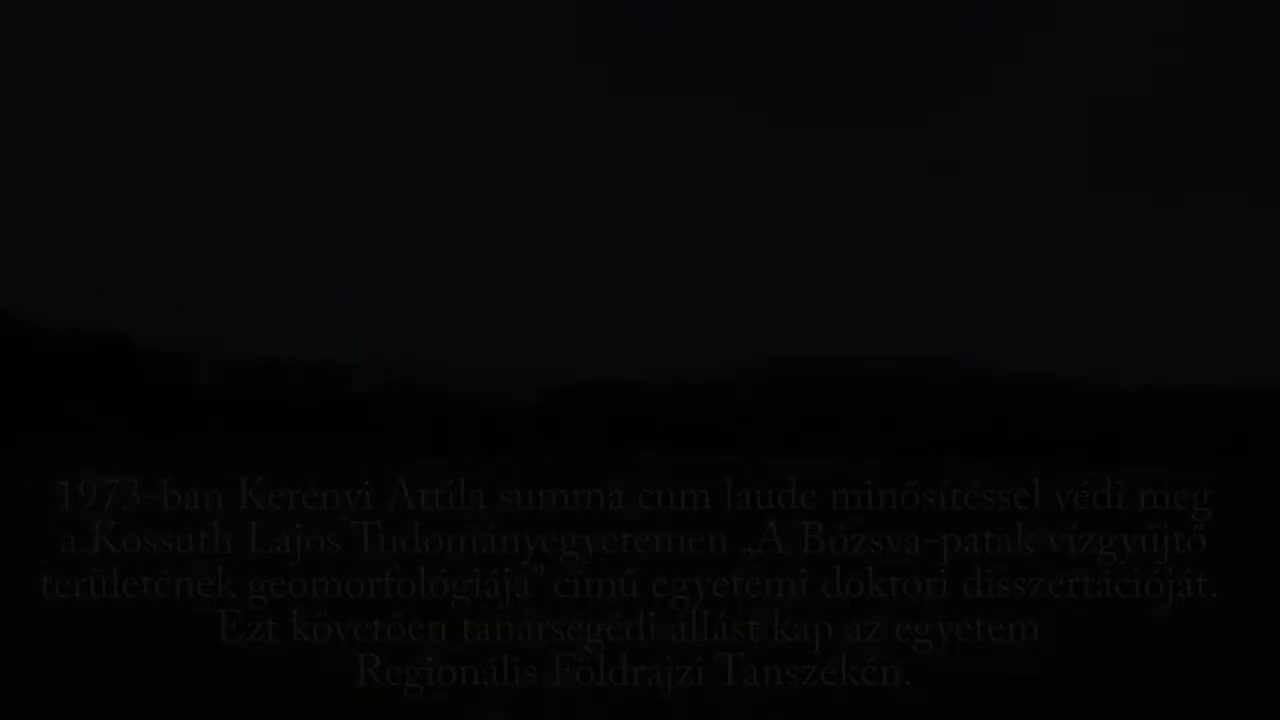 1973-ban Kerényi Attila summa cum laude minősítéssel védi meg
a Kossuth Lajos Tudományegyetemen „A Bózsva-patak vízgyűjtő
területének geomorfológiája” című egyetemi doktori disszertációját.
Ezt követően tanársegédi állást kap az egyetem
Regionális Földrajzi Tanszékén.